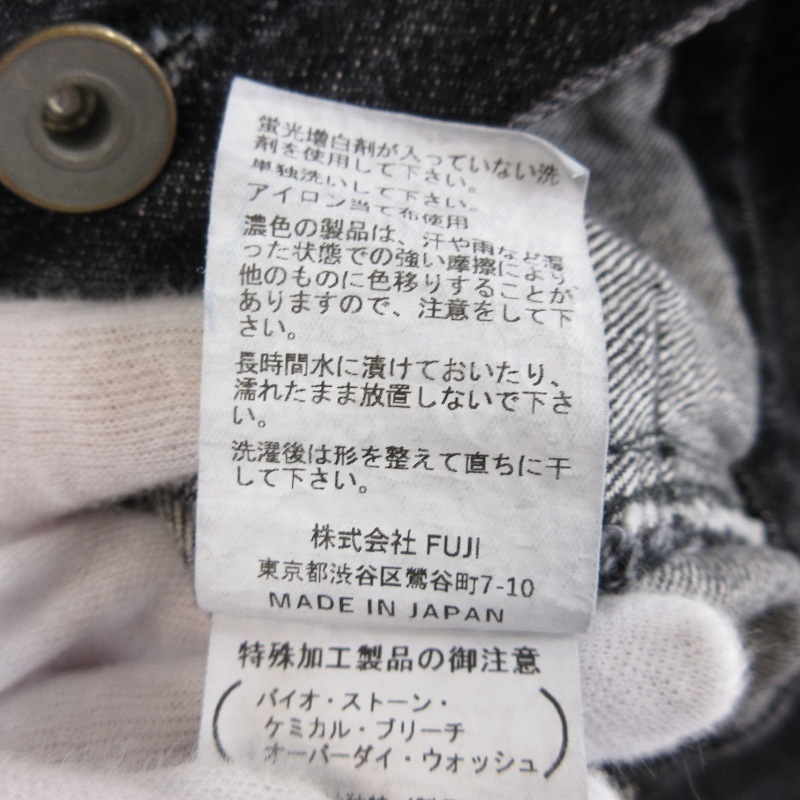 蛍光増白剤が入っていない洗
剤を使用して下さい。
単独洗いして下さい。
アイロン当て布使用
濃色の製品は、汗や雨など湿
った状態での強い摩擦により
他のものに色移りすることが
ありますので、注意をして下
さい。
長時間水に漬けておいたり、
濡れたまま放置しないで下さ
い。
洗濯後は形を整えて直ちに干
して下さい。
株式会社 FUJI
東京都渋谷区鶯谷町7-10
MADE IN JAPAN
特殊加工製品の御注意
(バイオ・ストーン・
ケミカル・ブリーチ
オーバーダイ・ウォッシュ)